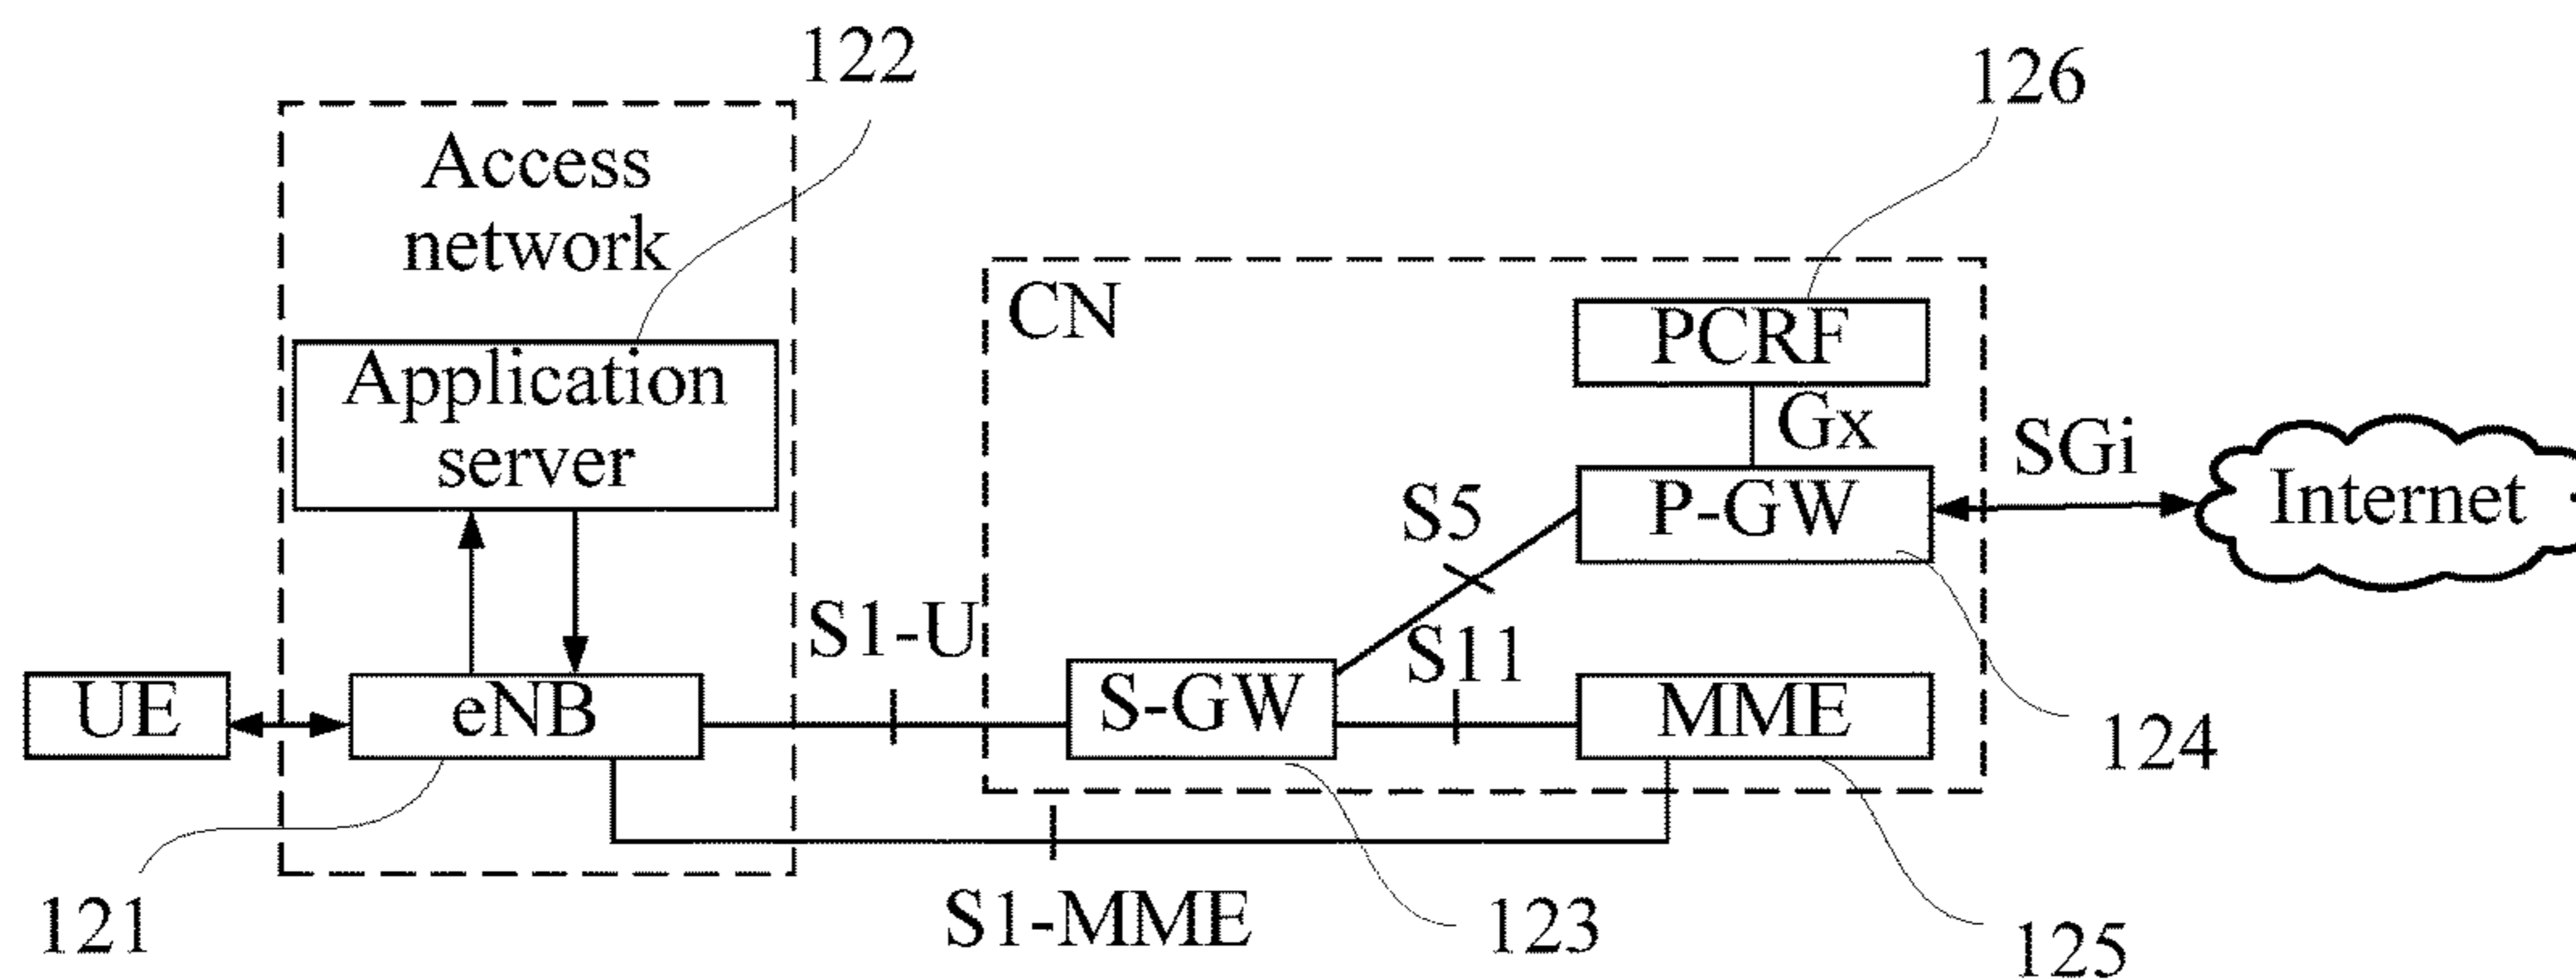 122
126
Access
network
CN
PCRF
Application
server
Gx
SGi
S5
P-GW
Internet
S1-U
S11
UE
eNB
S-GW
MME
124
121
S1-MME
123
125